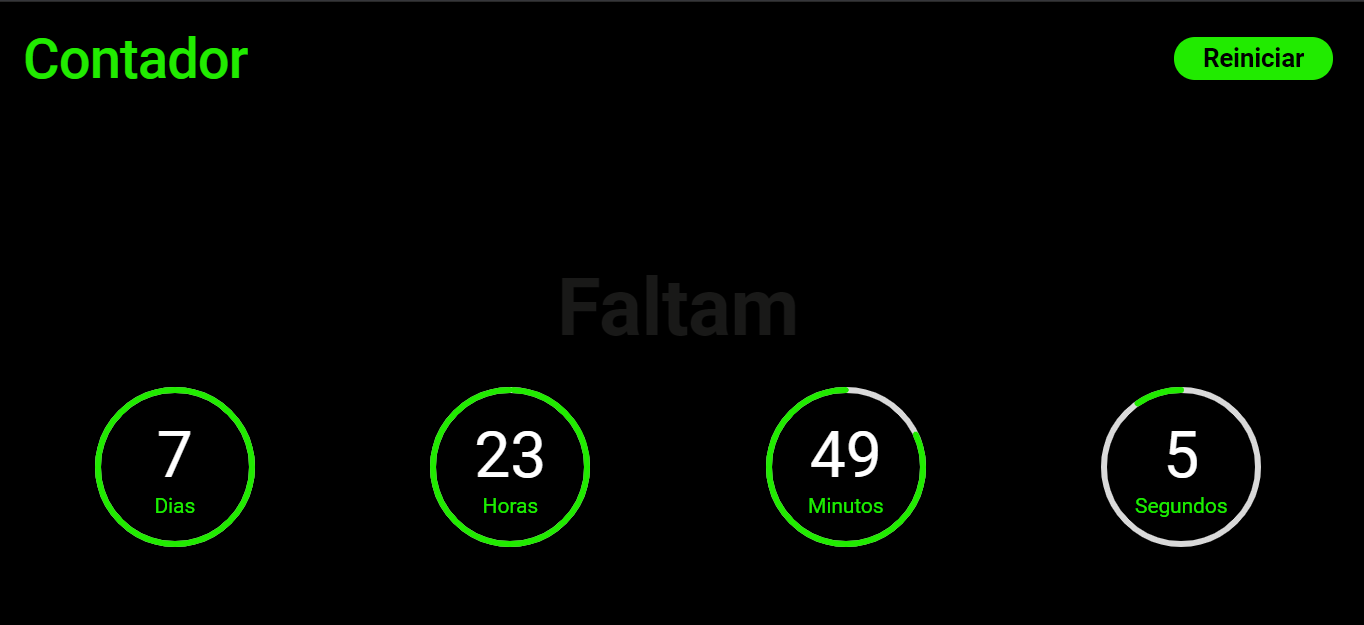 Contador
Reiniciar
Faltam
7
Dias
23
Horas
49
Minutos
5
Segundos